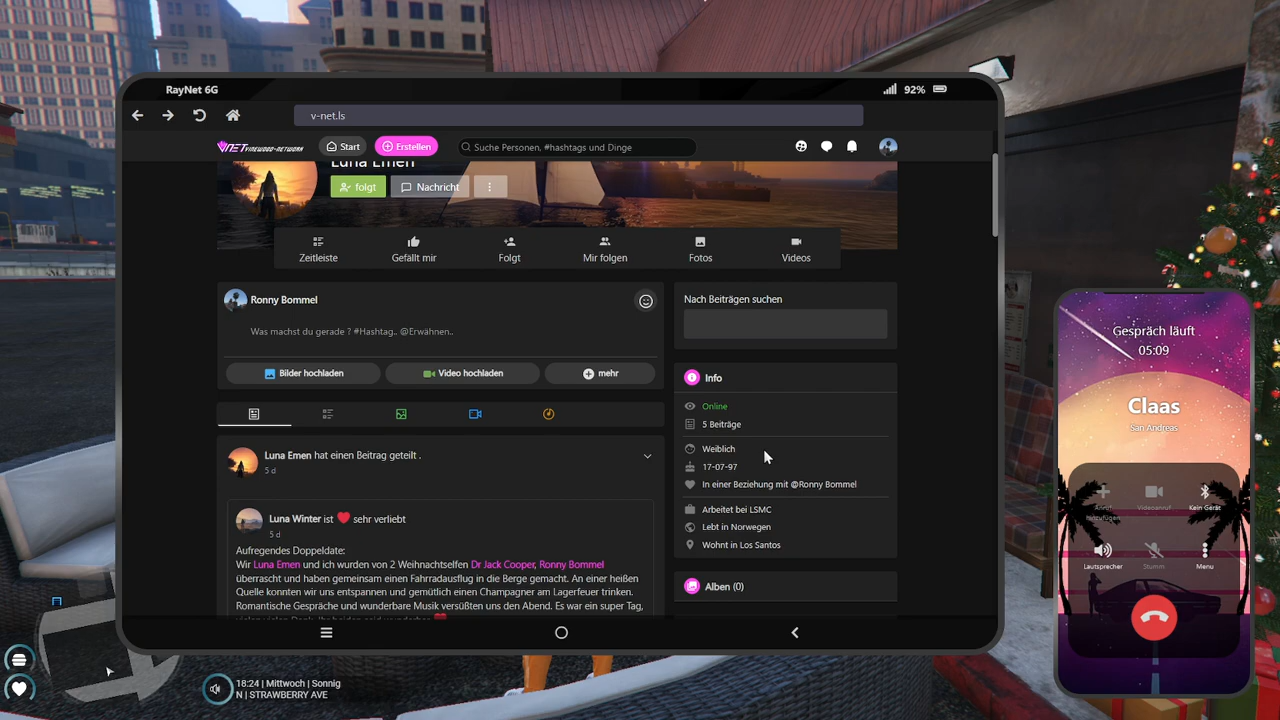 RayNet 6G
92%
v-net.ls
VNET VINEWOOD-NETWORK
Start
Erstellen
Suche Personen, #hashtags und Dinge
Luna Emen
folgt
Nachricht
Zeitleiste
Gefällt mir
Folgt
Mir folgen
Fotos
Videos
Ronny Bommel
Was machst du gerade ? #Hashtag.. @Erwähnen..
Bilder hochladen
Video hochladen
mehr
Luna Emen hat einen Beitrag geteilt .
5 d
Luna Winter ist ❤️ sehr verliebt
5 d
Aufregendes Doppeldate:
Wir Luna Emen und ich wurden von 2 Weihnachtselfen Dr Jack Cooper, Ronny Bommel
überrascht und haben gemeinsam einen Fahrradausflug in die Berge gemacht. An einer heißen
Quelle konnten wir uns entspannen und gemütlich einen Champagner am Lagerfeuer trinken.
Romantische Gespräche und wunderbare Musik versüßten uns den Abend. Es war ein super Tag,
Nach Beiträgen suchen
Info
Online
5 Beiträge
Weiblich
17-07-97
In einer Beziehung mit @Ronny Bommel
Arbeitet bei LSMC
Lebt in Norwegen
Wohnt in Los Santos
Alben (0)
Gespräch läuft
05:09
Claas
San Andreas
Anruf
hinzufügen
Videoanruf
Kein Gerät
Lautsprecher
Stumm
Menu
18:24 | Mittwoch | Sonnig
N | STRAWBERRY AVE